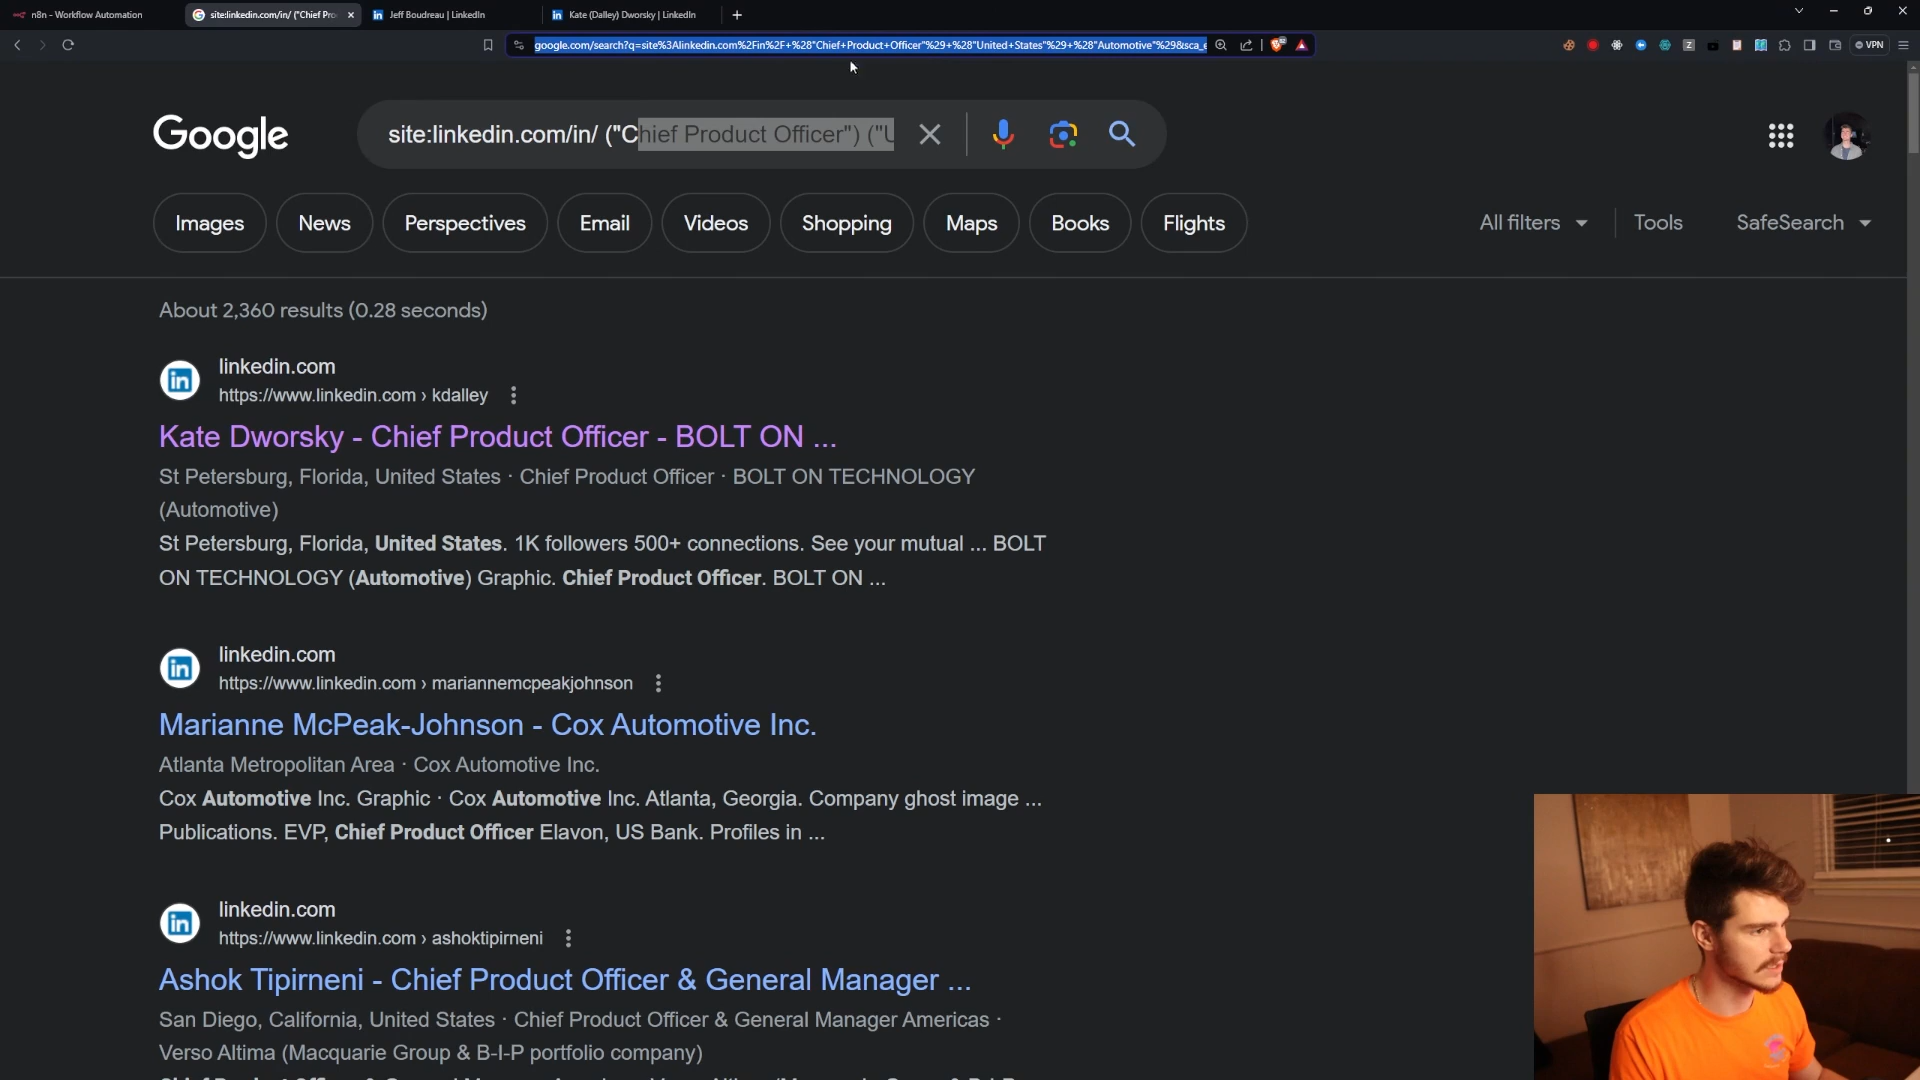 n8n - Workflow Automation
site:linkedin.com/in/ ("Chief Pro
Jeff Boudreau | LinkedIn
Kate (Dalley) Dworsky | LinkedIn
google.com/search?q=site%3Alinkedin.com%2Fin%2F+%28"Chief+Product+Officer"%29+%28"United+States"%29+%28"Automotive"%29&sca_e
VPN
Google
site:linkedin.com/in/ ("Chief Product Officer") ("U
Images
News
Perspectives
Email
Videos
Shopping
Maps
Books
Flights
All filters
Tools
SafeSearch
About 2,360 results (0.28 seconds)
linkedin.com
https://www.linkedin.com › kdalley
Kate Dworsky - Chief Product Officer - BOLT ON ...
St Petersburg, Florida, United States · Chief Product Officer · BOLT ON TECHNOLOGY
(Automotive)
St Petersburg, Florida, United States. 1K followers 500+ connections. See your mutual ... BOLT
ON TECHNOLOGY (Automotive) Graphic. Chief Product Officer. BOLT ON ...
linkedin.com
https://www.linkedin.com › mariannemcpeakjohnson
Marianne McPeak-Johnson - Cox Automotive Inc.
Atlanta Metropolitan Area · Cox Automotive Inc.
Cox Automotive Inc. Graphic · Cox Automotive Inc. Atlanta, Georgia. Company ghost image ...
Publications. EVP, Chief Product Officer Elavon, US Bank. Profiles in ...
linkedin.com
https://www.linkedin.com › ashoktipirneni
Ashok Tipirneni - Chief Product Officer & General Manager ...
San Diego, California, United States · Chief Product Officer & General Manager Americas ·
Verso Altima (Macquarie Group & B-I-P portfolio company)